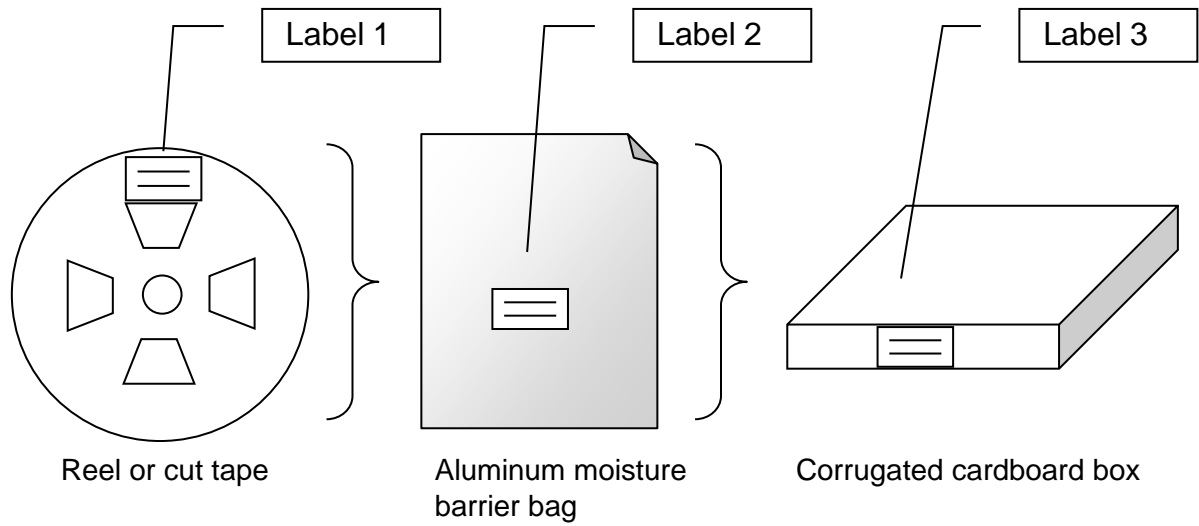 Label 1
Label 2
Label 3
Reel or cut tape
Aluminum moisture
barrier bag
Corrugated cardboard box